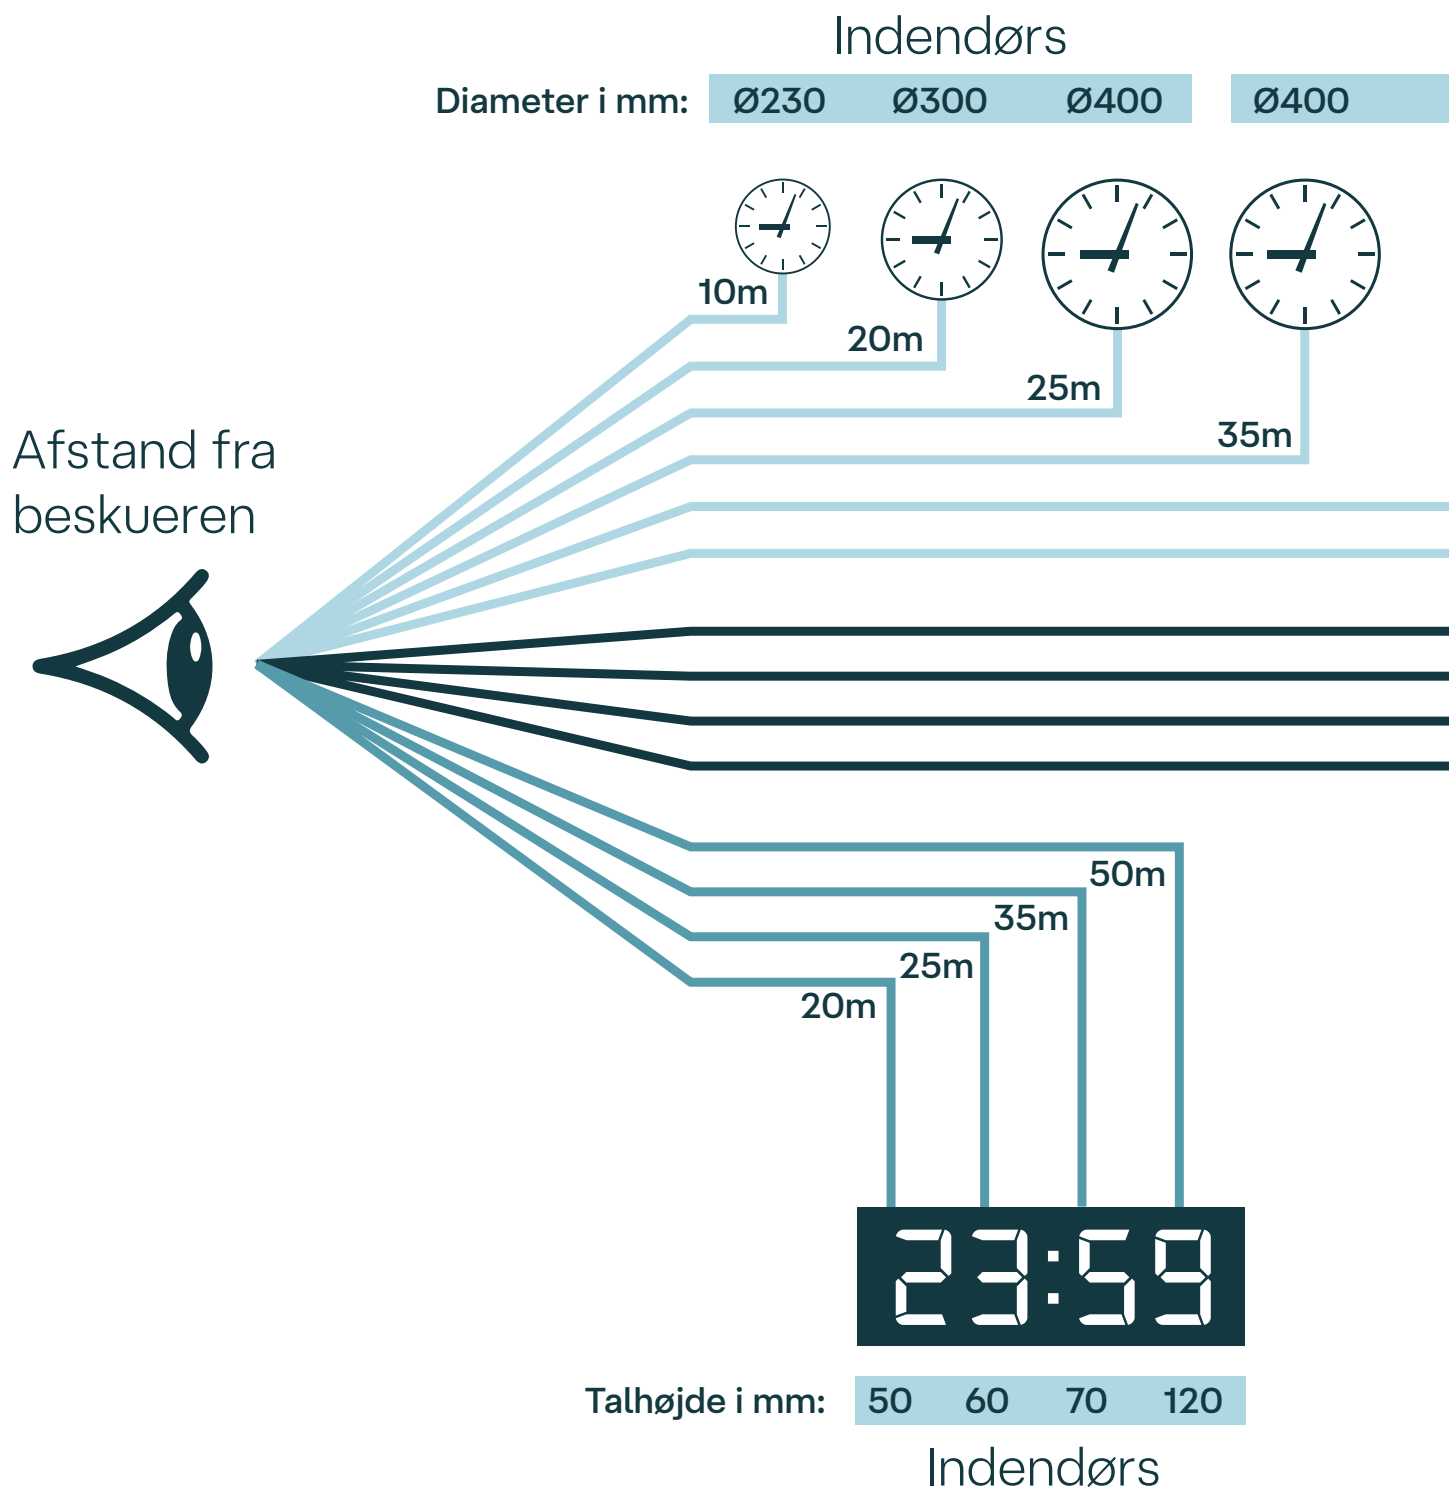 Indendørs
Diameter i mm: Ø230 Ø300 Ø400 Ø400
10m
20m
25m
35m
Afstand fra
beskueren
50m
35m
25m
20m
23:59
Talhøjde i mm: 50 60 70 120
Indendørs